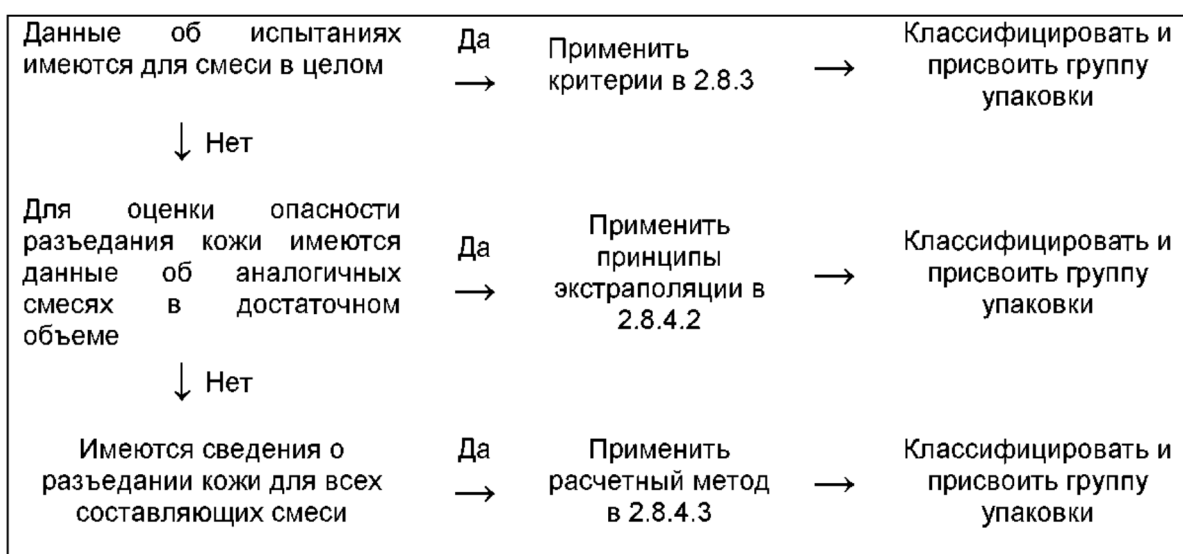 Данные об испытаниях
имеются для смеси в целом
Да
→
Применить
критерии в 2.8.3
→
Классифицировать и
присвоить группу
упаковки
↓ Нет
Для оценки опасности
разъедания кожи имеются
данные об аналогичных
смесях в достаточном
объеме
Да
→
Применить
принципы
экстраполяции в
2.8.4.2
→
Классифицировать и
присвоить группу
упаковки
↓ Нет
Имеются сведения о
разъедании кожи для всех
составляющих смеси
Да
→
Применить
расчетный метод
в 2.8.4.3
→
Классифицировать и
присвоить группу
упаковки